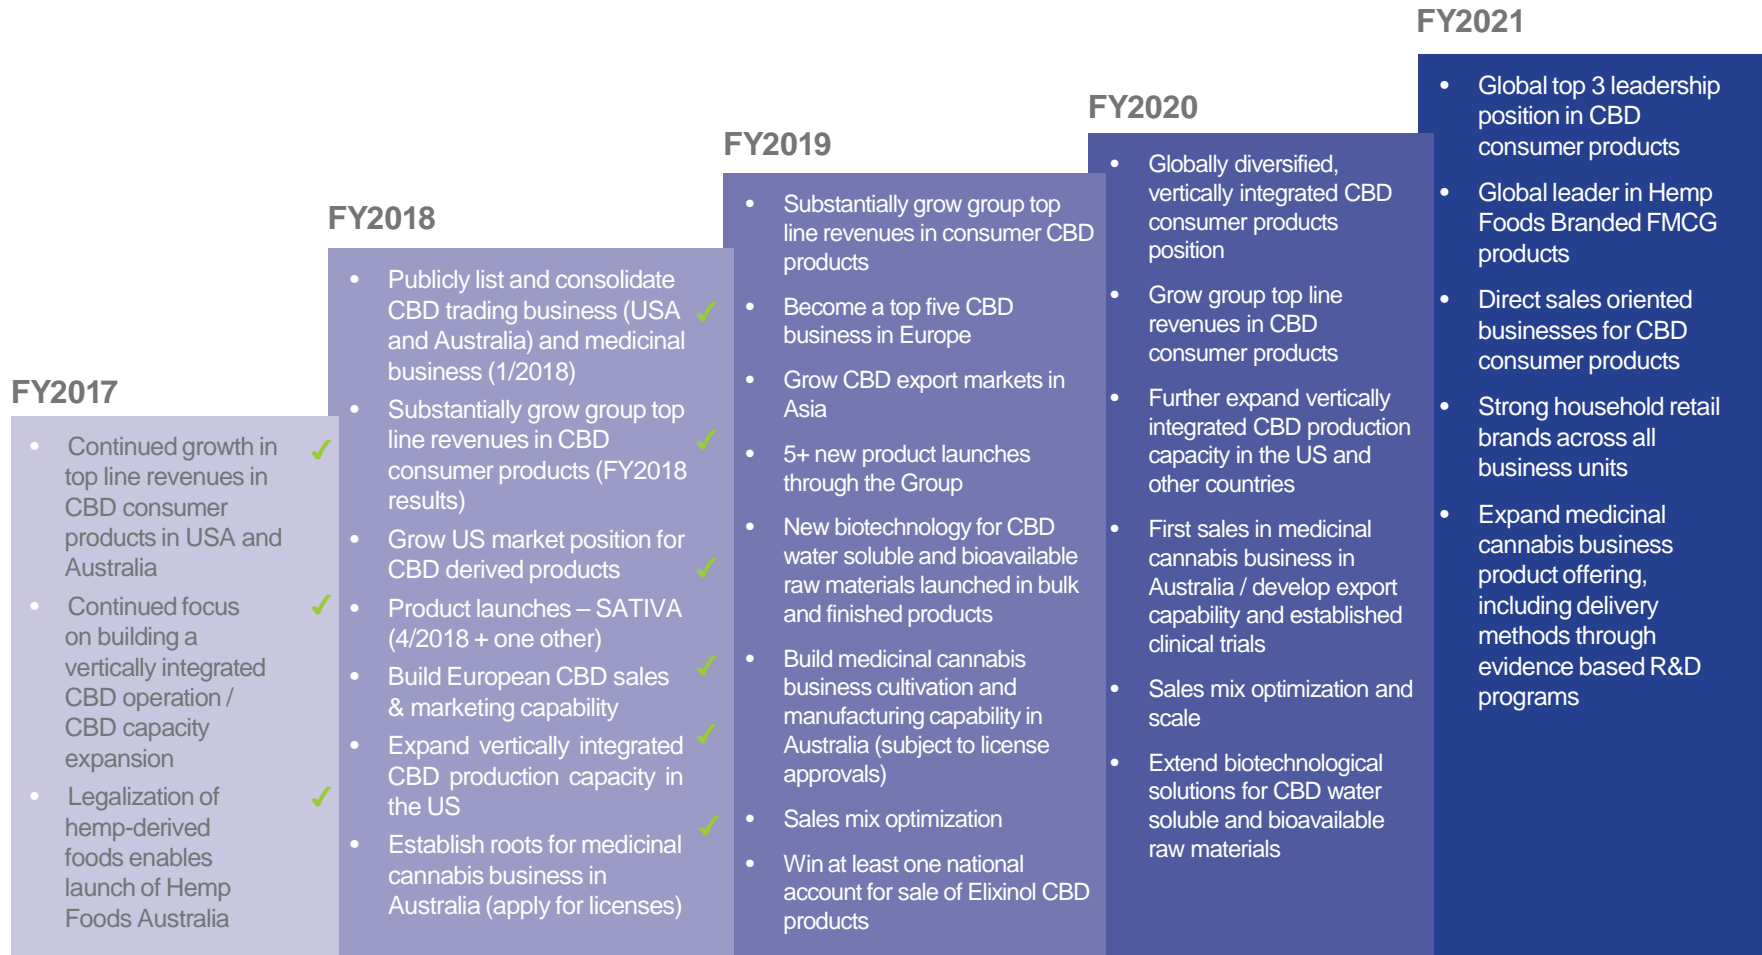 FY2017
• Continued growth in
top line revenues in
CBD consumer
products in USA and
Australia
• Continued focus
on building a
vertically integrated
CBD operation /
CBD capacity
expansion
• Legalization of
hemp-derived
foods enables
launch of Hemp
Foods Australia
FY2018
• Publicly list and consolidate
CBD trading business (USA
and Australia) and medicinal
business (1/2018)
• Substantially grow group top
line revenues in CBD
consumer products (FY2018
results)
• Grow US market position for
CBD derived products
• Product launches – SATIVA
(4/2018 + one other)
• Build European CBD sales
& marketing capability
• Expand vertically integrated
CBD production capacity in
the US
• Establish roots for medicinal
cannabis business in
Australia (apply for licenses)
FY2019
• Substantially grow group top
line revenues in consumer CBD
products
• Become a top five CBD
business in Europe
• Grow CBD export markets in
Asia
• 5+ new product launches
through the Group
• New biotechnology for CBD
water soluble and bioavailable
raw materials launched in bulk
and finished products
• Build medicinal cannabis
business cultivation and
manufacturing capability in
Australia (subject to license
approvals)
• Sales mix optimization
• Win at least one national
account for sale of Elixinol CBD
products
FY2020
• Globally diversified,
vertically integrated CBD
consumer products
position
• Grow group top line
revenues in CBD
consumer products
• Further expand vertically
integrated CBD production
capacity in the US and
other countries
• First sales in medicinal
cannabis business in
Australia / develop export
capability and established
clinical trials
• Sales mix optimization and
scale
• Extend biotechnological
solutions for CBD water
soluble and bioavailable
raw materials
FY2021
• Global top 3 leadership
position in CBD
consumer products
• Global leader in Hemp
Foods Branded FMCG
products
• Direct sales oriented
businesses for CBD
consumer products
• Strong household retail
brands across all
business units
• Expand medicinal
cannabis business
product offering,
including delivery
methods through
evidence based R&D
programs